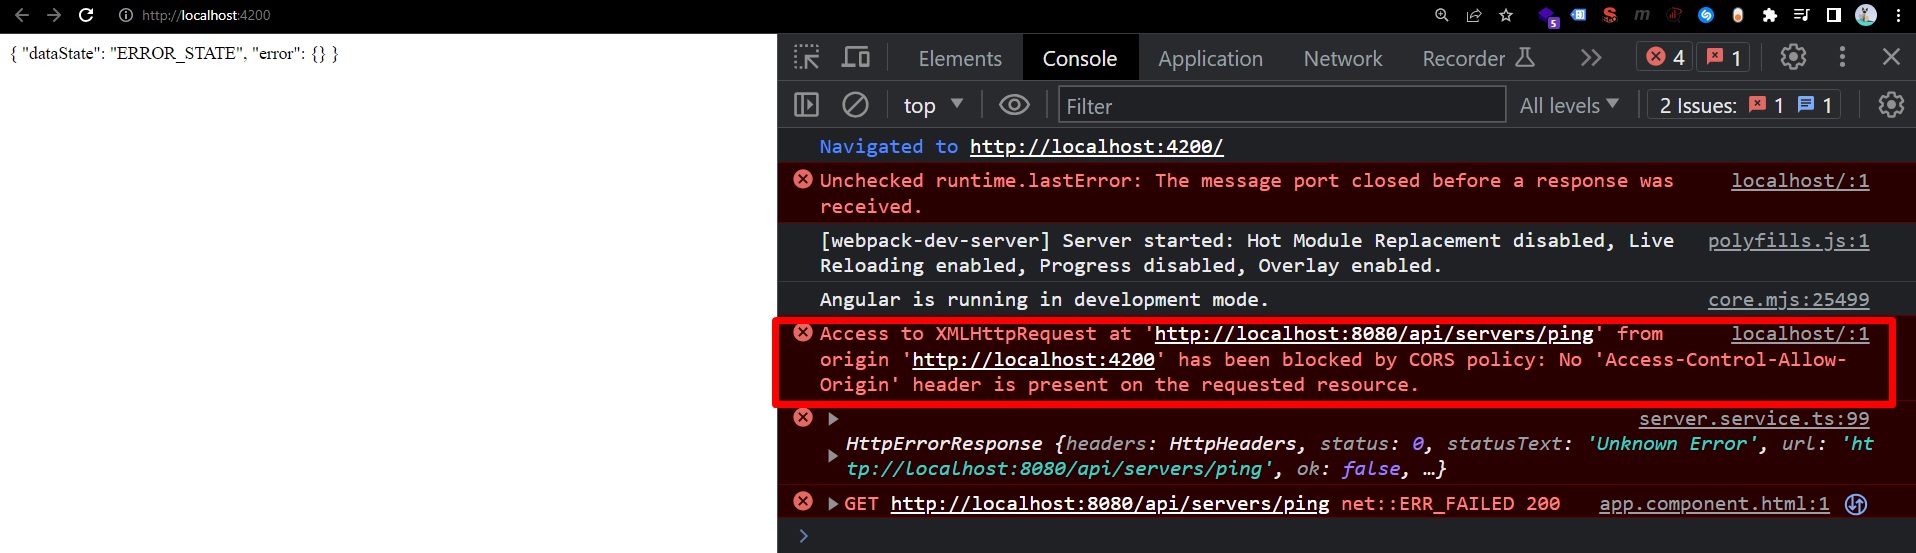 http://localhost:4200
5
m
{ "dataState": "ERROR_STATE", "error": {} }
Elements
Console
Application
Network
Recorder
4
1
top
Filter
All levels
2 Issues: 1 1
Navigated to http://localhost:4200/
Unchecked runtime.lastError: The message port closed before a response was localhost/:1
received.
[webpack-dev-server] Server started: Hot Module Replacement disabled, Live polyfills.js:1
Reloading enabled, Progress disabled, Overlay enabled.
Angular is running in development mode. core.mjs:25499
Access to XMLHttpRequest at 'http://localhost:8080/api/servers/ping' from localhost/:1
origin 'http://localhost:4200' has been blocked by CORS policy: No 'Access-Control-Allow-
Origin' header is present on the requested resource.
server.service.ts:99
HttpErrorResponse {headers: HttpHeaders, status: 0, statusText: 'Unknown Error', url: 'ht
tp://localhost:8080/api/servers/ping', ok: false, …}
GET http://localhost:8080/api/servers/ping net::ERR_FAILED 200 app.component.html:1